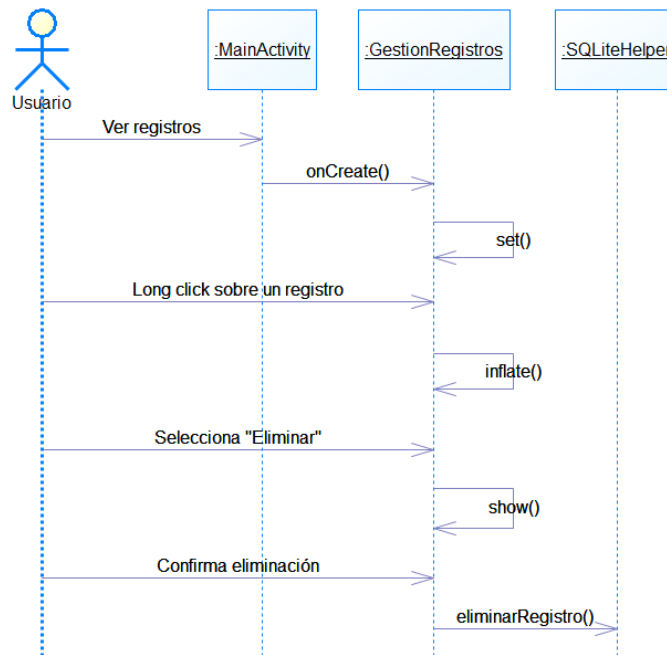 :MainActivity
:GestionRegistros
:SQLiteHelper
Usuario
Ver registros
onCreate()
set()
Long click sobre un registro
inflate()
Selecciona "Eliminar"
show()
Confirma eliminación
eliminarRegistro()